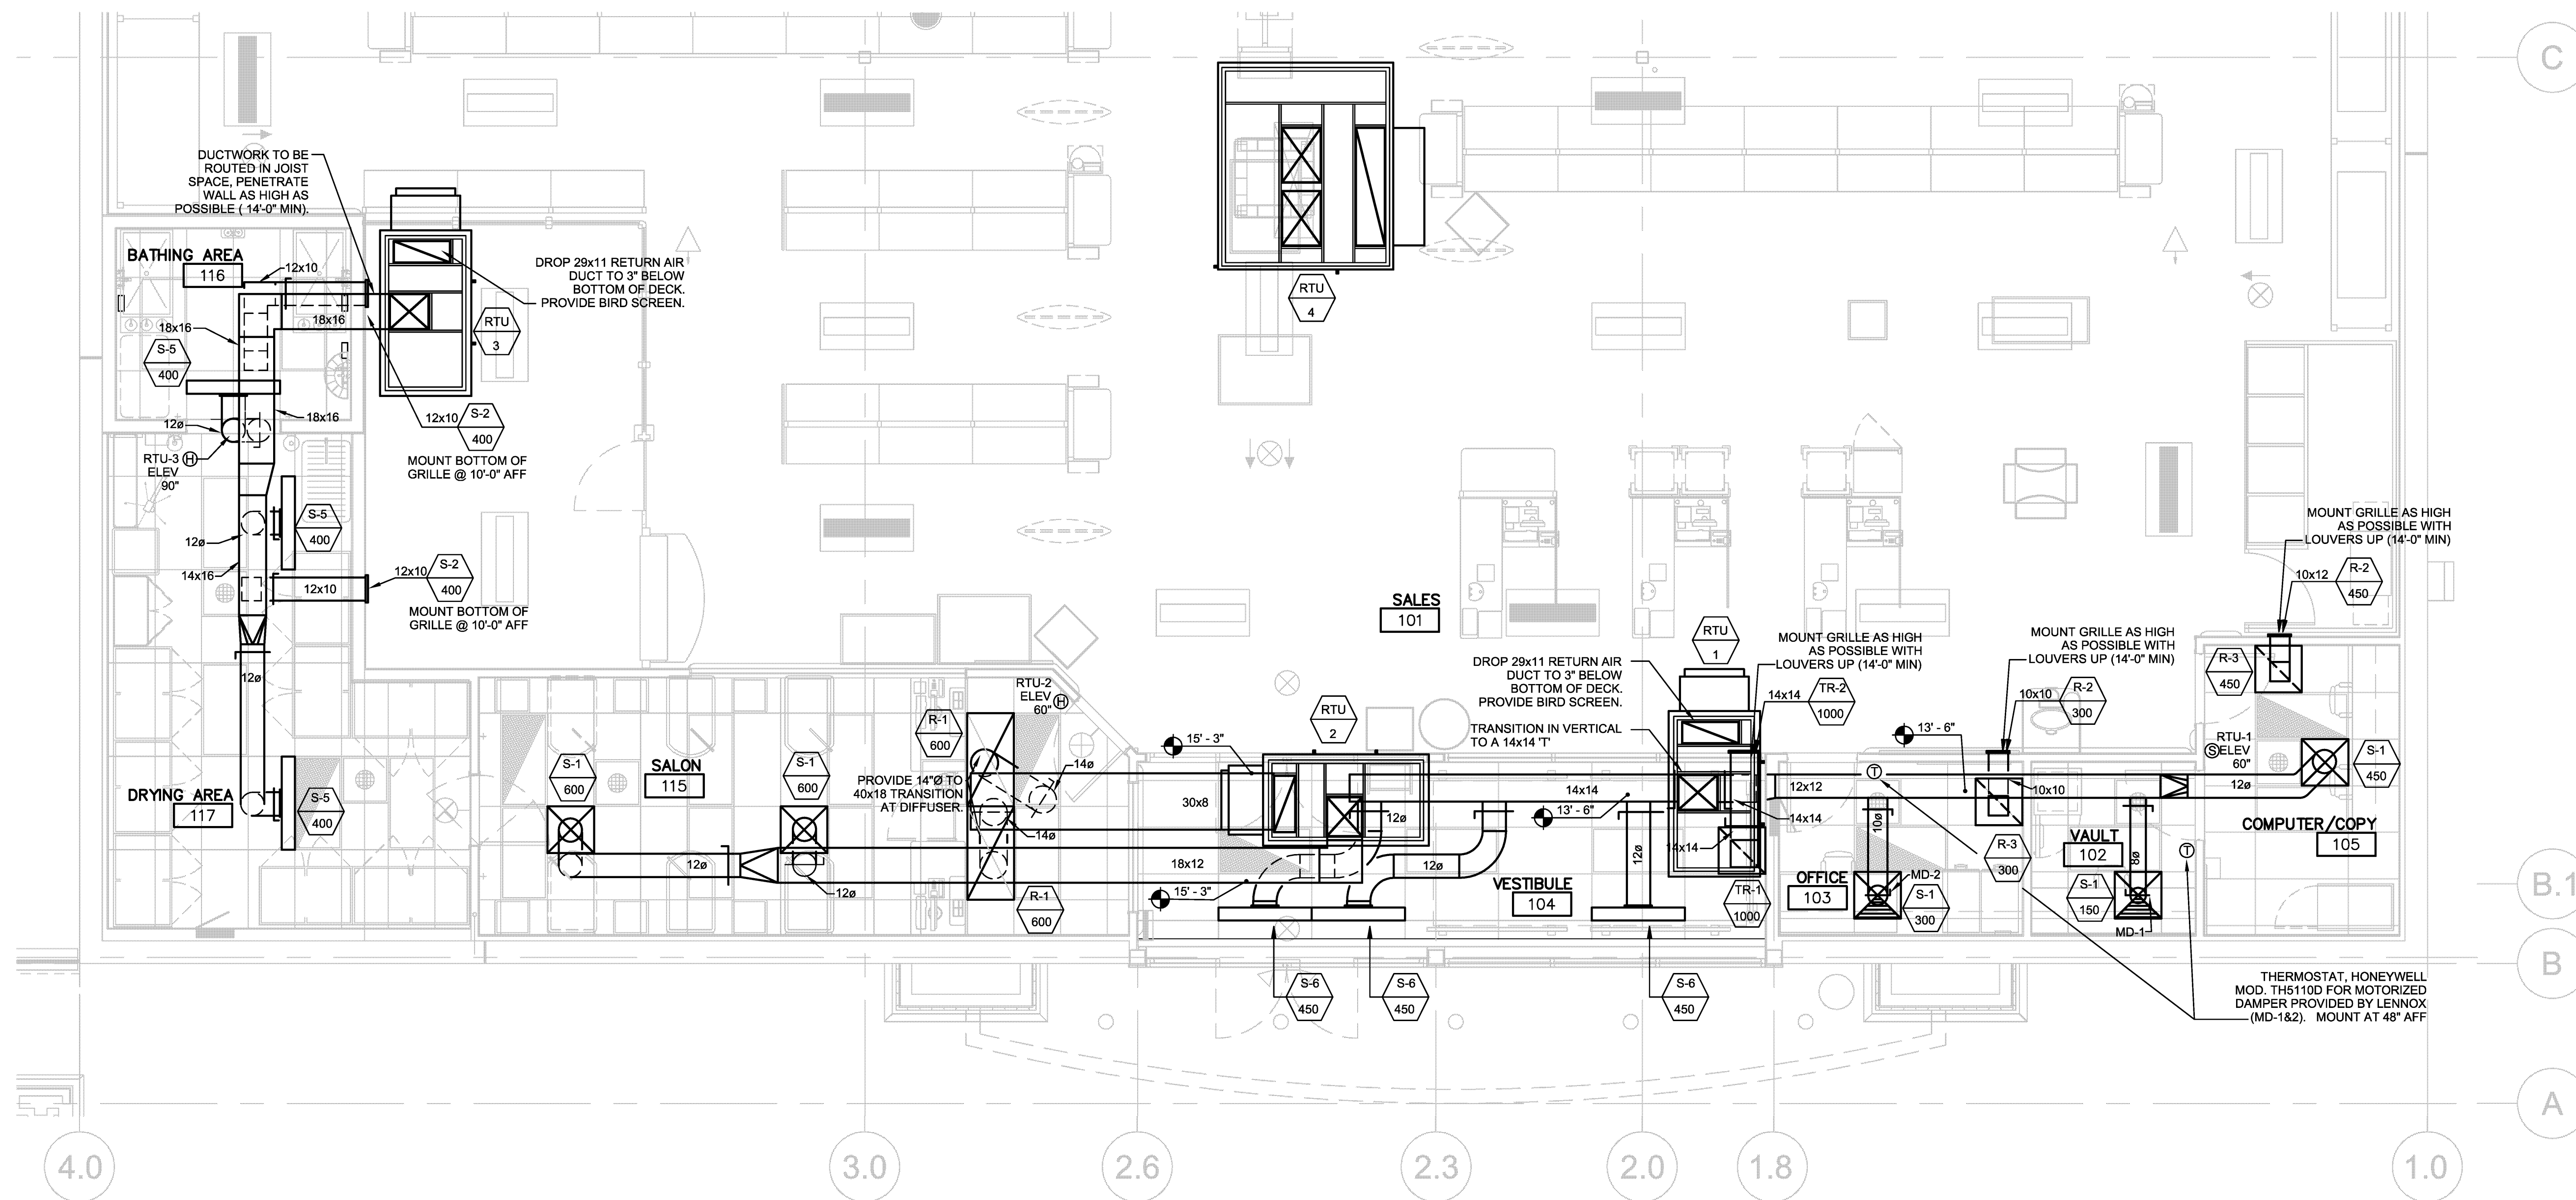 C
DUCTWORK TO BE
ROUTED IN JOIST
SPACE, PENETRATE
WALL AS HIGH AS
POSSIBLE ( 14'-0" MIN).
BATHING AREA
116
12x10
18x16
18x16
S-5
400
18x16
12ø
RTU-3 Ⓗ
ELEV
90"
DROP 29x11 RETURN AIR
DUCT TO 3" BELOW
BOTTOM OF DECK.
PROVIDE BIRD SCREEN.
RTU
3
12x10
S-2
400
MOUNT BOTTOM OF
GRILLE @ 10'-0" AFF
S-5
400
12ø
14x16
12x10
12x10
S-2
400
MOUNT BOTTOM OF
GRILLE @ 10'-0" AFF
12ø
DRYING AREA
117
S-5
400
RTU
4
SALES
101
RTU-2
ELEV
60" Ⓗ
R-1
600
S-1
600
SALON
115
S-1
600
PROVIDE 14"Ø TO
40x18 TRANSITION
AT DIFFUSER.
14ø
14ø
12ø
12ø
18x12
R-1
600
15' - 3"
30x8
15' - 3"
RTU
2
12ø
12ø
DROP 29x11 RETURN AIR
DUCT TO 3" BELOW
BOTTOM OF DECK.
PROVIDE BIRD SCREEN.
TRANSITION IN VERTICAL
TO A 14x14 'T'
RTU
1
MOUNT GRILLE AS HIGH
AS POSSIBLE WITH
LOUVERS UP (14'-0" MIN)
14x14
TR-2
1000
14x14
13' - 6"
12ø
14x14
14x14
TR-1
1000
VESTIBULE
104
S-6
450
S-6
450
S-6
450
MOUNT GRILLE AS HIGH
AS POSSIBLE WITH
LOUVERS UP (14'-0" MIN)
10x10
R-2
300
13' - 6"
T
12x12
10x10
10ø
OFFICE
103
MD-2
S-1
300
R-3
300
VAULT
102
S-1
150
8ø
MD-1
T
MOUNT GRILLE AS HIGH
AS POSSIBLE WITH
LOUVERS UP (14'-0" MIN)
10x12
R-2
450
R-3
450
RTU-1
ⓈELEV
60"
S-1
450
12ø
COMPUTER/COPY
105
THERMOSTAT, HONEYWELL
MOD. TH5110D FOR MOTORIZED
DAMPER PROVIDED BY LENNOX
(MD-1&2). MOUNT AT 48" AFF
B.1
B
A
4.0
3.0
2.6
2.3
2.0
1.8
1.0